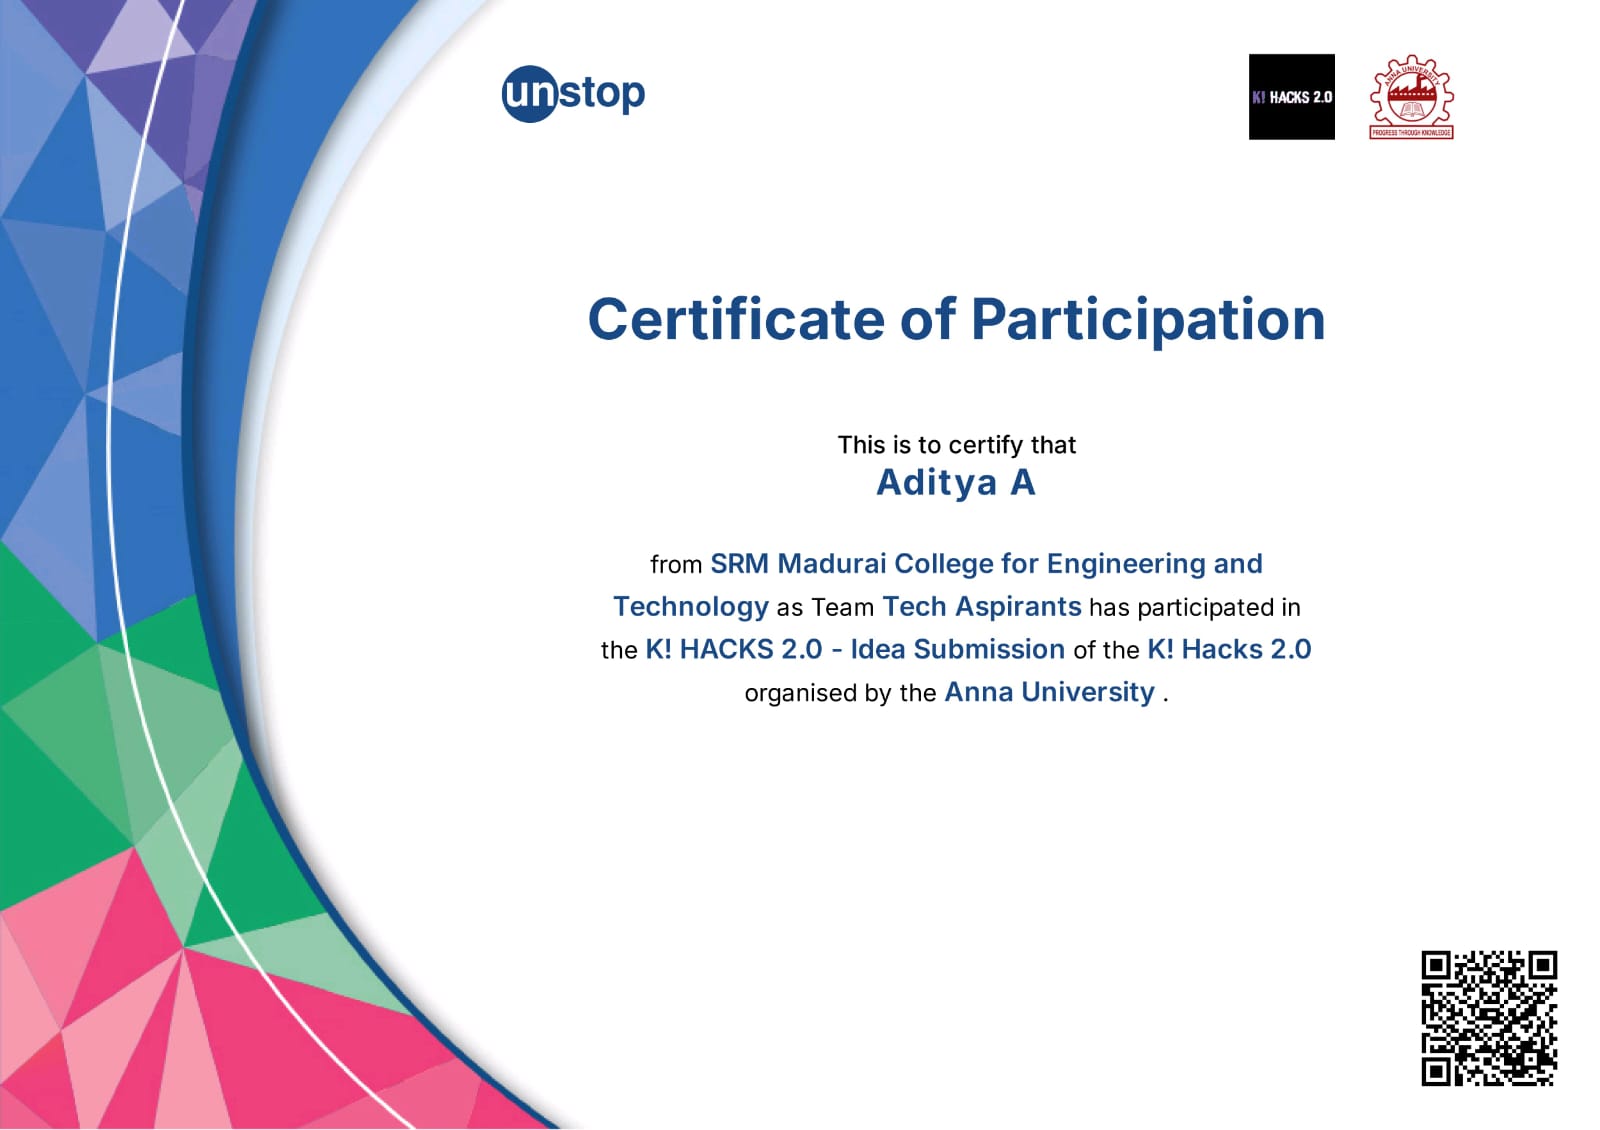 unstop
K! HACKS 2.0
ANNA UNIVERSITY
PROGRESS THROUGH KNOWLEDGE
Certificate of Participation
This is to certify that
Aditya A
from SRM Madurai College for Engineering and
Technology as Team Tech Aspirants has participated in
the K! HACKS 2.0 - Idea Submission of the K! Hacks 2.0
organised by the Anna University .